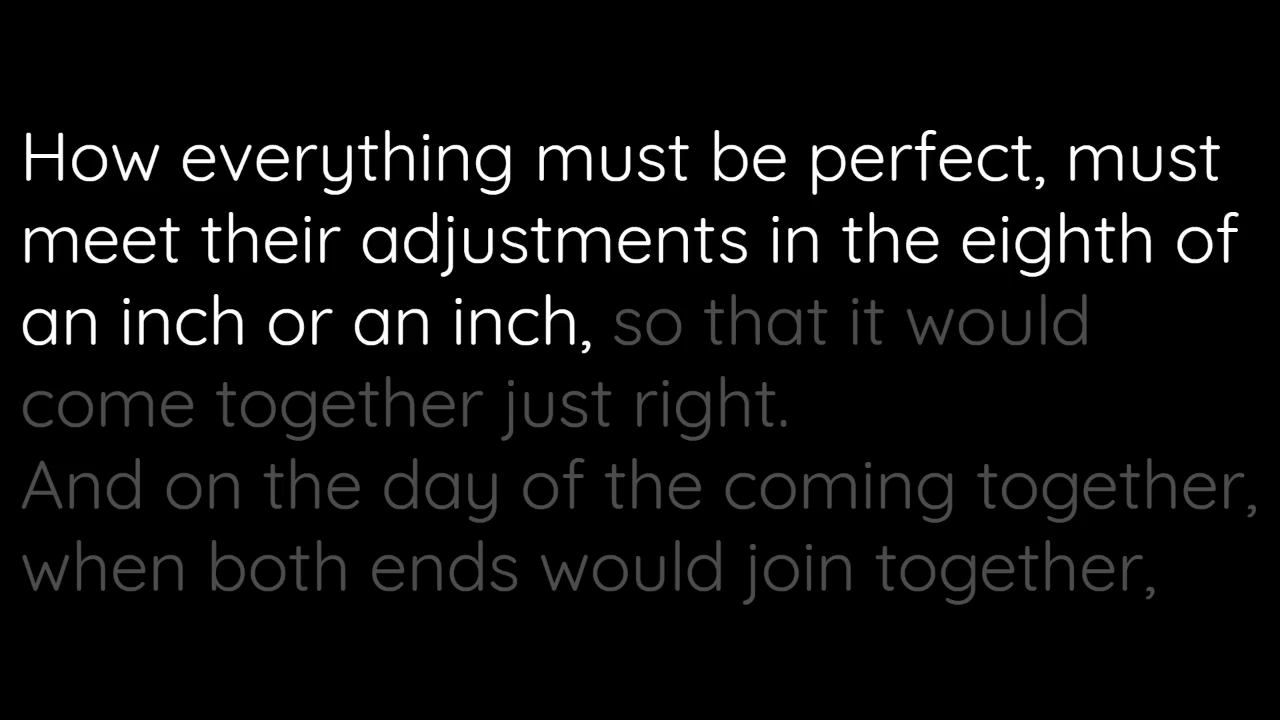 How everything must be perfect, must
meet their adjustments in the eighth of
an inch or an inch, so that it would
come together just right.
And on the day of the coming together,
when both ends would join together,